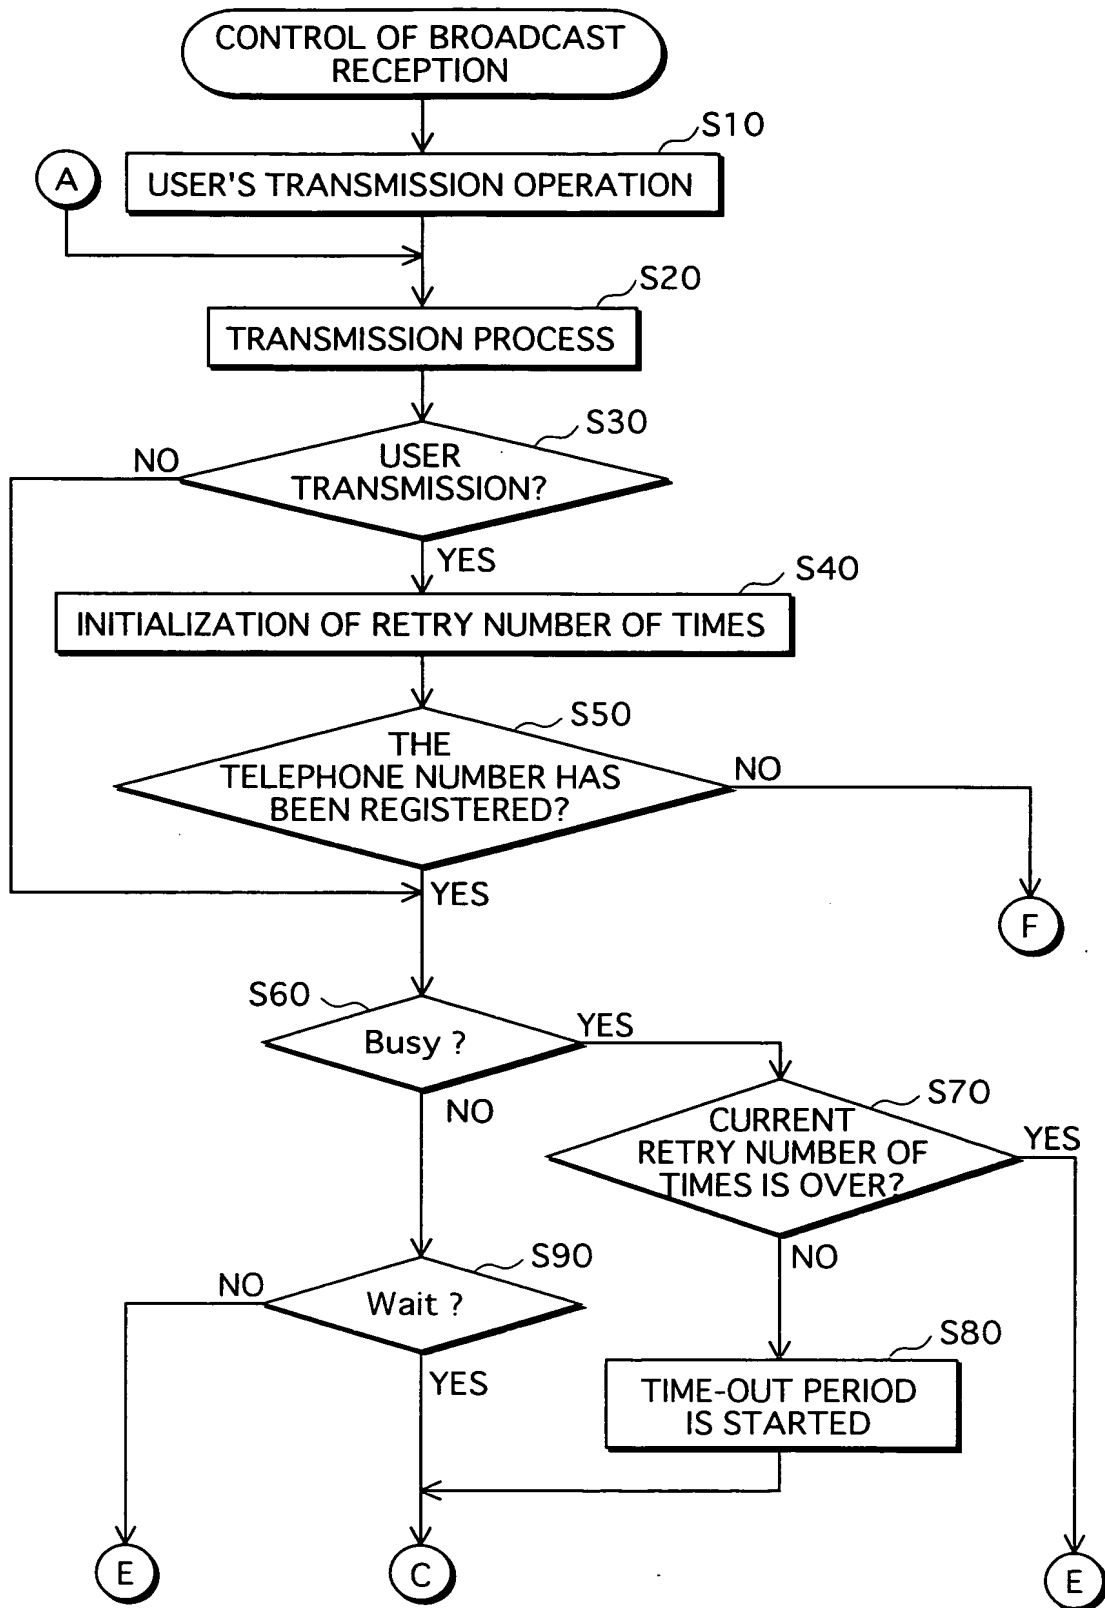 CONTROL OF BROADCAST
RECEPTION
S10
A
USER'S TRANSMISSION OPERATION
S20
TRANSMISSION PROCESS
S30
NO
USER
TRANSMISSION?
YES
S40
INITIALIZATION OF RETRY NUMBER OF TIMES
S50
THE
TELEPHONE NUMBER HAS
BEEN REGISTERED?
NO
YES
F
S60
Busy ?
YES
NO
S70
CURRENT
RETRY NUMBER OF
TIMES IS OVER?
YES
NO
S90
NO
Wait ?
YES
S80
TIME-OUT PERIOD
IS STARTED
E
C
E